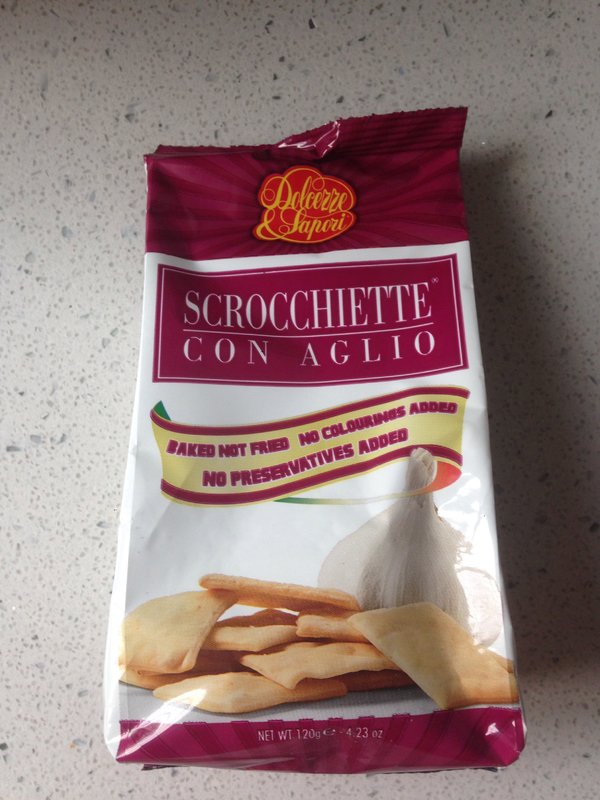 Dolcezze
& Sapori
SCROCCHIETTE®
CON AGLIO
BAKED NOT FRIED NO COLOURINGS ADDED
NO PRESERVATIVES ADDED
NET WT 120g ℮ - 4.23 oz